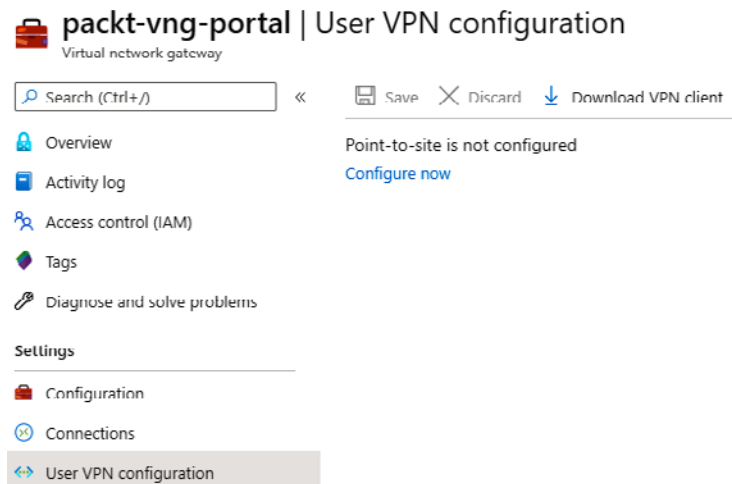 packt-vng-portal | User VPN configuration
Virtual network gateway
Search (Ctrl+/)
«
Save Discard Download VPN client
Overview
Activity log
Access control (IAM)
Tags
Diagnose and solve problems
Settings
Configuration
Connections
User VPN configuration
Point-to-site is not configured
Configure now